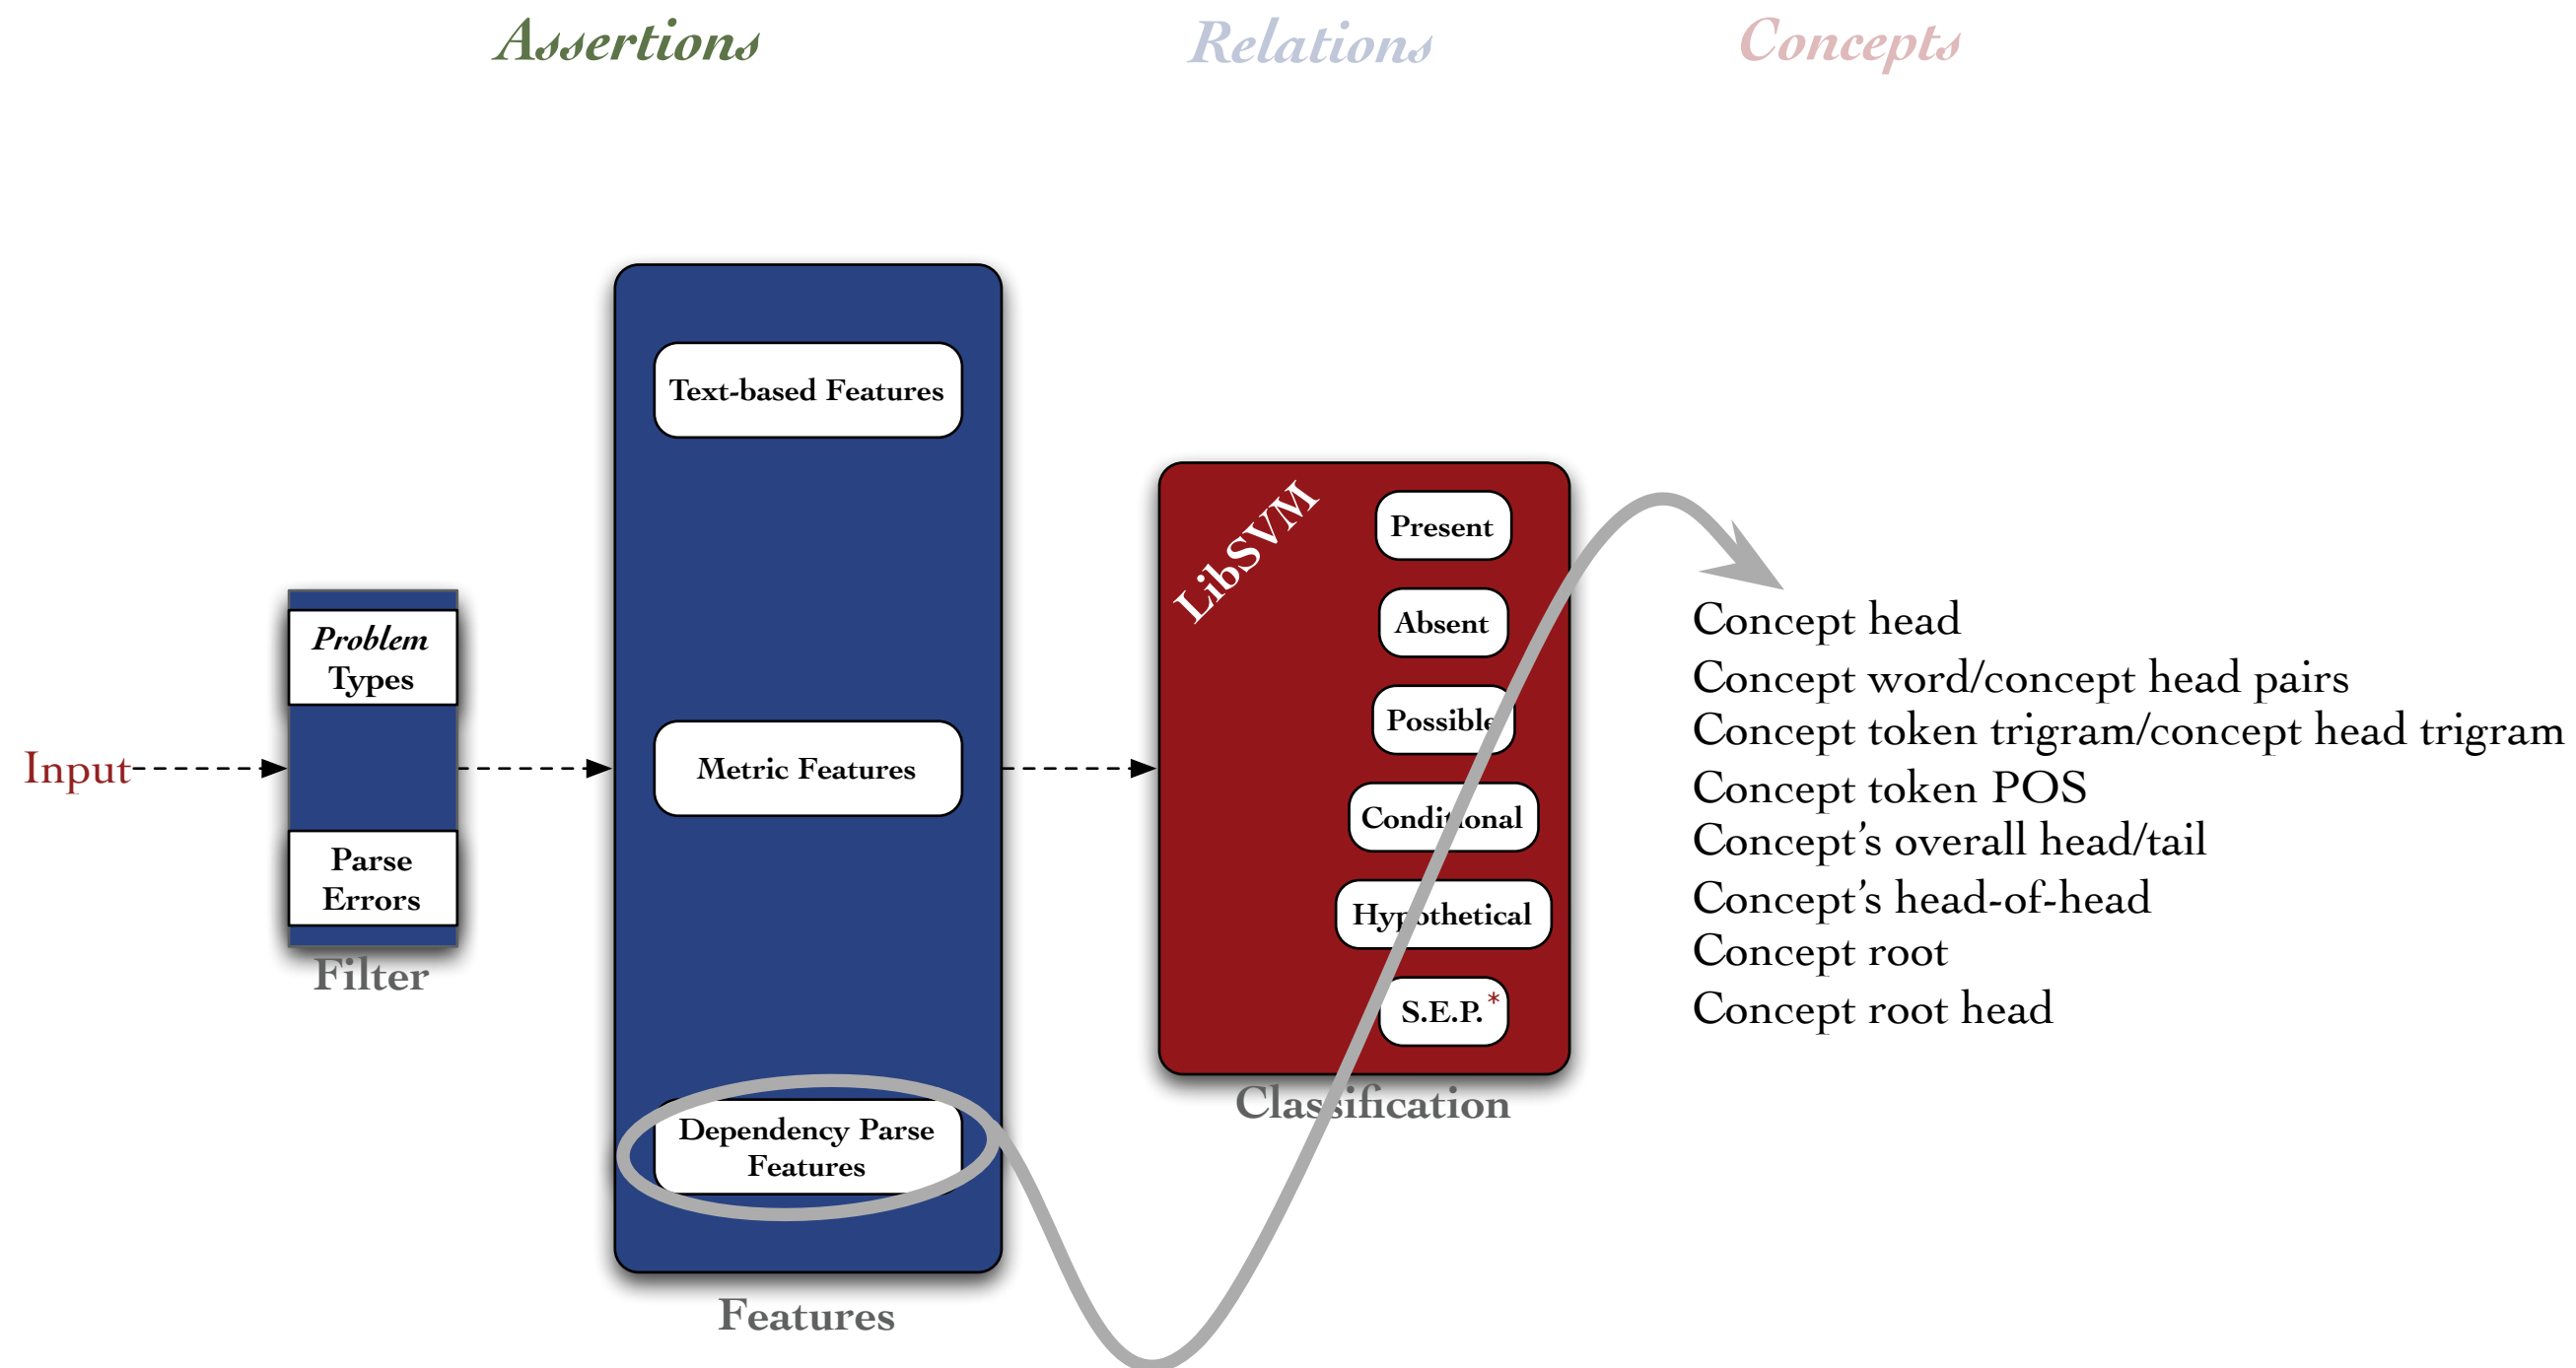 Assertions
Relations
Concepts
Input
Problem
Types
Parse
Errors
Filter
Text-based Features
Metric Features
Dependency Parse
Features
Features
LibSVM
Present
Absent
Possible
Conditional
Hypothetical
S.E.P.*
Classification
Concept head
Concept word/concept head pairs
Concept token trigram/concept head trigram
Concept token POS
Concept’s overall head/tail
Concept’s head-of-head
Concept root
Concept root head